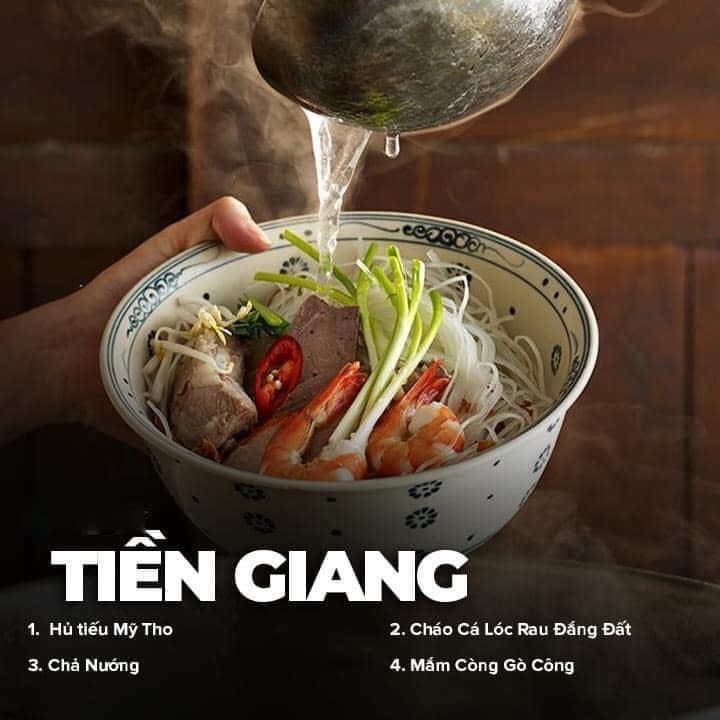 TIỀN GIANG
1. Hủ tiếu Mỹ Tho
2. Cháo Cá Lóc Rau Đắng Đất
3. Chả Nướng
4. Mắm Còng Gò Công